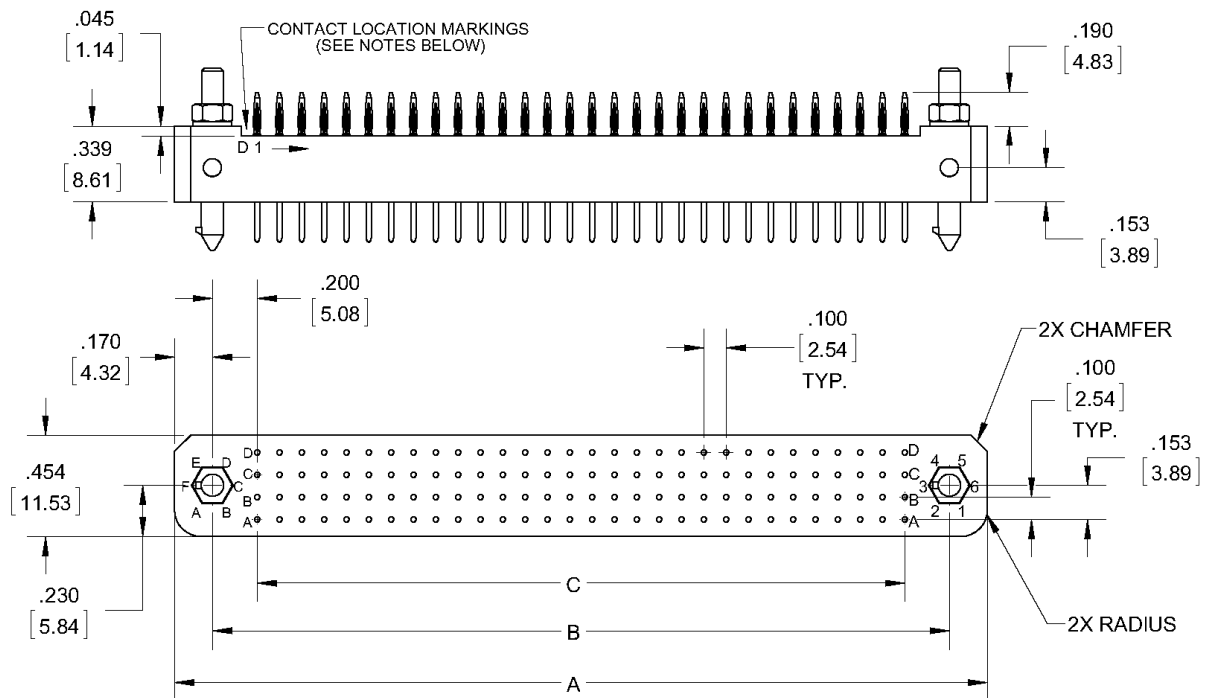 .045
[1.14]
CONTACT LOCATION MARKINGS
(SEE NOTES BELOW)
.190
[4.83]
.339
[8.61]
D 1
.153
[3.89]
.200
[5.08]
.170
[4.32]
.100
[2.54]
TYP.
2X CHAMFER
.100
[2.54]
TYP.
.153
[3.89]
.454
[11.53]
E D
F C
A B
D
C
B
A
D
C
B
A
4 5
3 6
2 1
.230
[5.84]
C
B
A
2X RADIUS